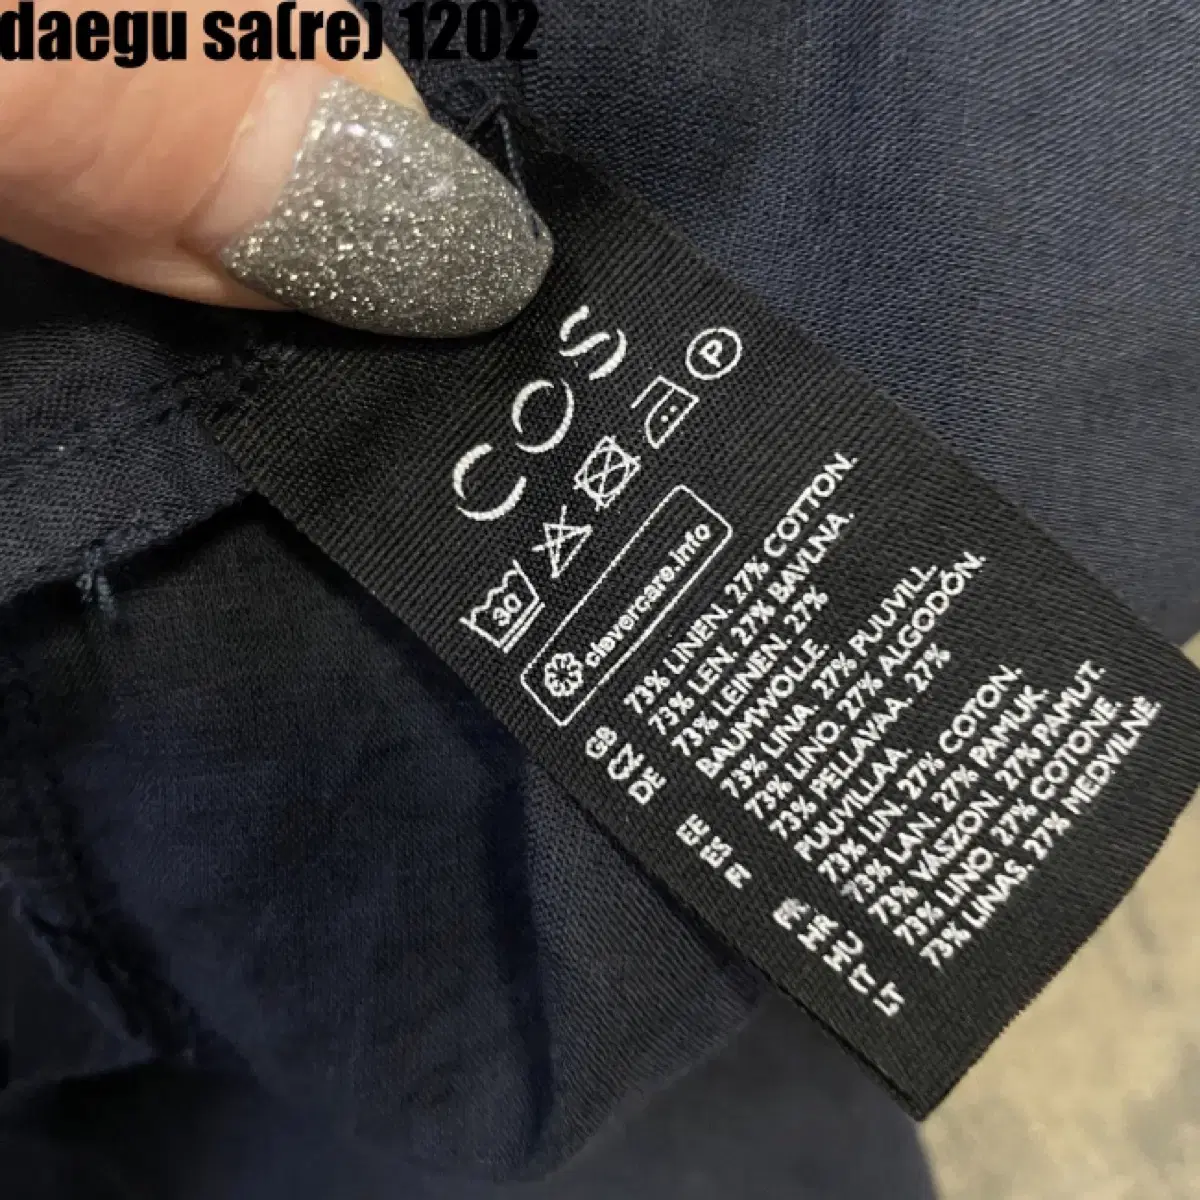 daegu sa(re) 1202
COS
30
P
clevercare.info
GB 73% LINEN. 27% COTTON.
CZ 73% LEN. 27% BAVLNA.
DE 73% LEINEN. 27%
BAUMWOLLE.
EE 73% LINA. 27% PUUVILL.
ES 73% LINO. 27% ALGODÓN.
FI 73% PELLAVAA. 27%
PUUVILLAA.
FR 73% LIN. 27% COTON.
HR 73% LAN. 27% PAMUK.
HU 73% VÁSZON. 27% PAMUT.
IT 73% LINO. 27% COTONE.
LT 73% LINAS. 27% MEDVILNĖ.